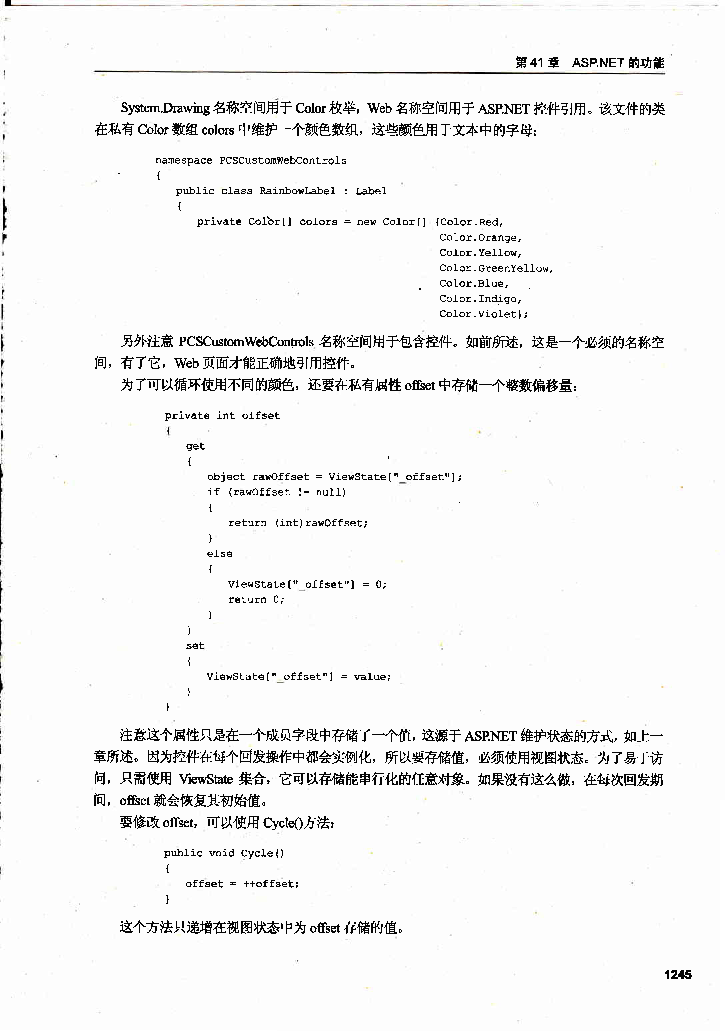 第 41 章 ASP.NET 的功能
System.Drawing 名称空间用于 Color 枚举，Web 名称空间用于 ASP.NET 控件引用。该文件的类
在私有 Color 数组 colors 中维护一个颜色数组，这些颜色用于文本中的字母：
namespace PCSCustomWebControls
{
public class RainbowLabel : Label
{
private Color[] colors = new Color[] {Color.Red,
Color.Orange,
Color.Yellow,
Color.GreenYellow,
Color.Blue,
Color.Indigo,
Color.Violet};
另外注意 PCSCustomWebControls 名称空间用于包含控件。如前所述，这是一个必须的名称空
间，有了它，Web 页面才能正确地引用控件。
为了可以循环使用不同的颜色，还要在私有属性 offset 中存储一个整数偏移量：
private int offset
{
get
{
object rawOffset = ViewState["_offset"];
if (rawOffset != null)
{
return (int)rawOffset;
}
else
{
ViewState["_offset"] = 0;
return 0;
}
}
set
{
ViewState["_offset"] = value;
}
}
注意这个属性只是在一个成员字段中存储了一个值，这源于 ASP.NET 维护状态的方式，如上一
章所述。因为控件在每个回发操作中都会实例化，所以要存储值，必须使用视图状态。为了易于访
问，只需使用 ViewState 集合，它可以存储能串行化的任意对象。如果没有这么做，在每次回发期
间，offset 就会恢复其初始值。
要修改 offset，可以使用 Cycle()方法：
public void Cycle()
{
offset = ++offset;
}
这个方法只递增在视图状态中为 offset 存储的值。
1245